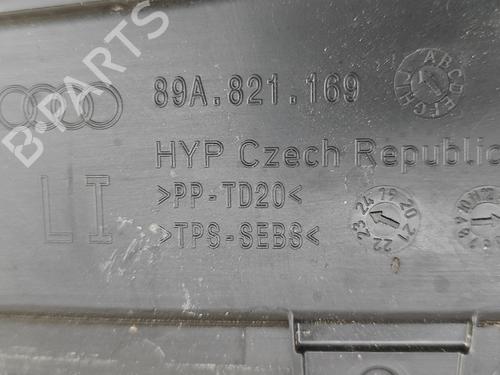 B-PARTS
89A.821.169
HYP Czech Republic
LI
>PP-TD20<
>TPS-SEBS<